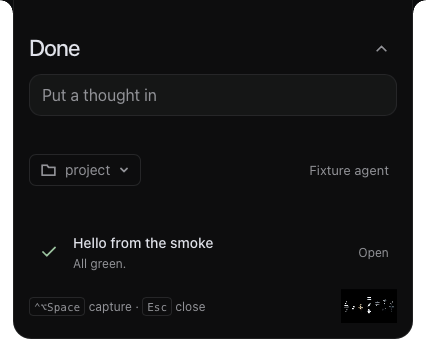 Done
Put a thought in
project
Fixture agent
Hello from the smoke
Open
All green.
^⌥Space capture · Esc close